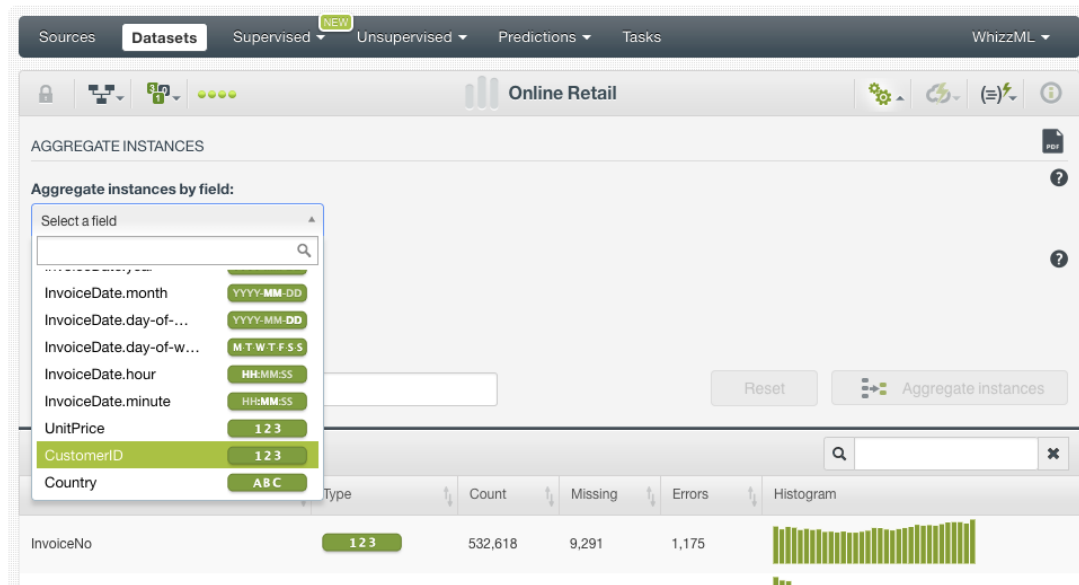 NEW
Sources Datasets Supervised Unsupervised Predictions Tasks WhizzML
Online Retail
AGGREGATE INSTANCES
PDF
Aggregate instances by field:
Select a field
InvoiceDate.month YYYY-MM-DD
InvoiceDate.day-of-... YYYY-MM-DD
InvoiceDate.day-of-w... M-T-W-T-F-S-S
InvoiceDate.hour HH:MM:SS
InvoiceDate.minute HH:MM:SS
Reset Aggregate instances
UnitPrice 123
CustomerID 123
Country ABC
Type Count Missing Errors Histogram
InvoiceNo 123 532,618 9,291 1,175